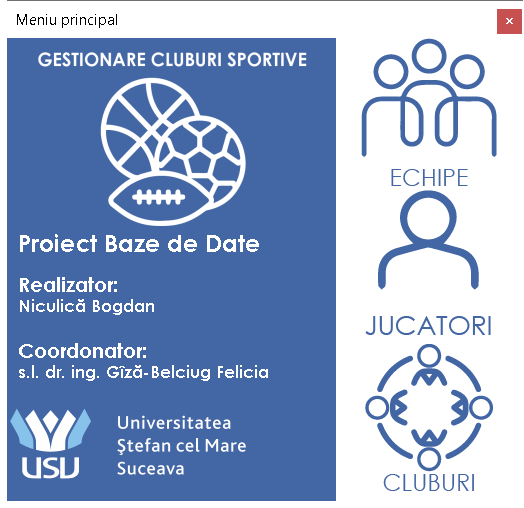 Meniu principal
GESTIONARE CLUBURI SPORTIVE
Proiect Baze de Date
Realizator:
Niculică Bogdan
Coordonator:
s.l. dr. ing. Gîză-Belciug Felicia
USV
Universitatea
Ştefan cel Mare
Suceava
ECHIPE
JUCATORI
CLUBURI